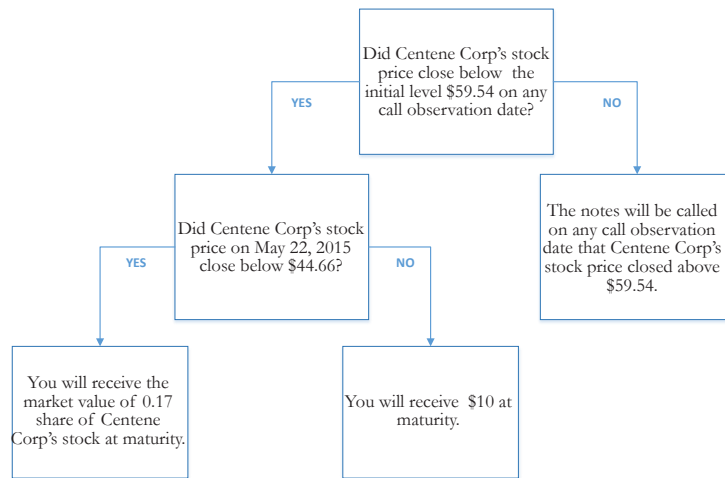 Did Centene Corp's stock
price close below the
initial level $59.54 on any
call observation date?
YES
NO
Did Centene Corp's stock
price on May 22, 2015
close below $44.66?
The notes will be called
on any call observation
date that Centene Corp's
stock price closed above
$59.54.
YES
NO
You will receive the
market value of 0.17
share of Centene
Corp's stock at maturity.
You will receive $10 at
maturity.